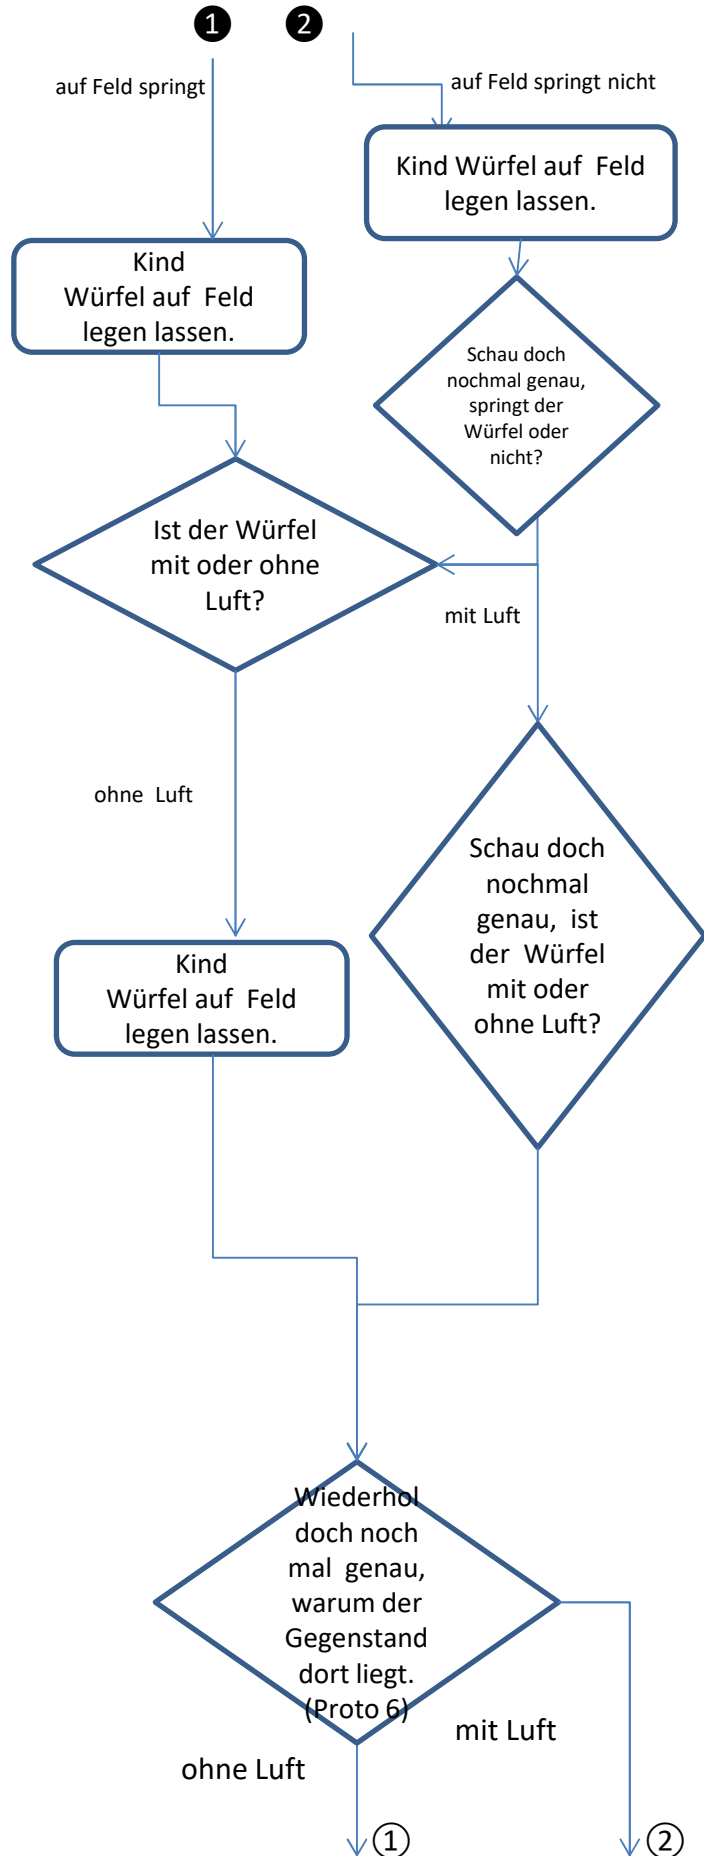 ❶ ❷
auf Feld springt
auf Feld springt nicht
Kind Würfel auf Feld
legen lassen.
Kind
Würfel auf Feld
legen lassen.
Schau doch
nochmal genau,
springt der
Würfel oder
nicht?
Ist der Würfel
mit oder ohne
Luft?
mit Luft
ohne Luft
Schau doch
nochmal
genau, ist
der Würfel
mit oder
ohne Luft?
Kind
Würfel auf Feld
legen lassen.
Wiederhol
doch noch
mal genau,
warum der
Gegenstand
dort liegt.
(Proto 6)
mit Luft
ohne Luft
① ②